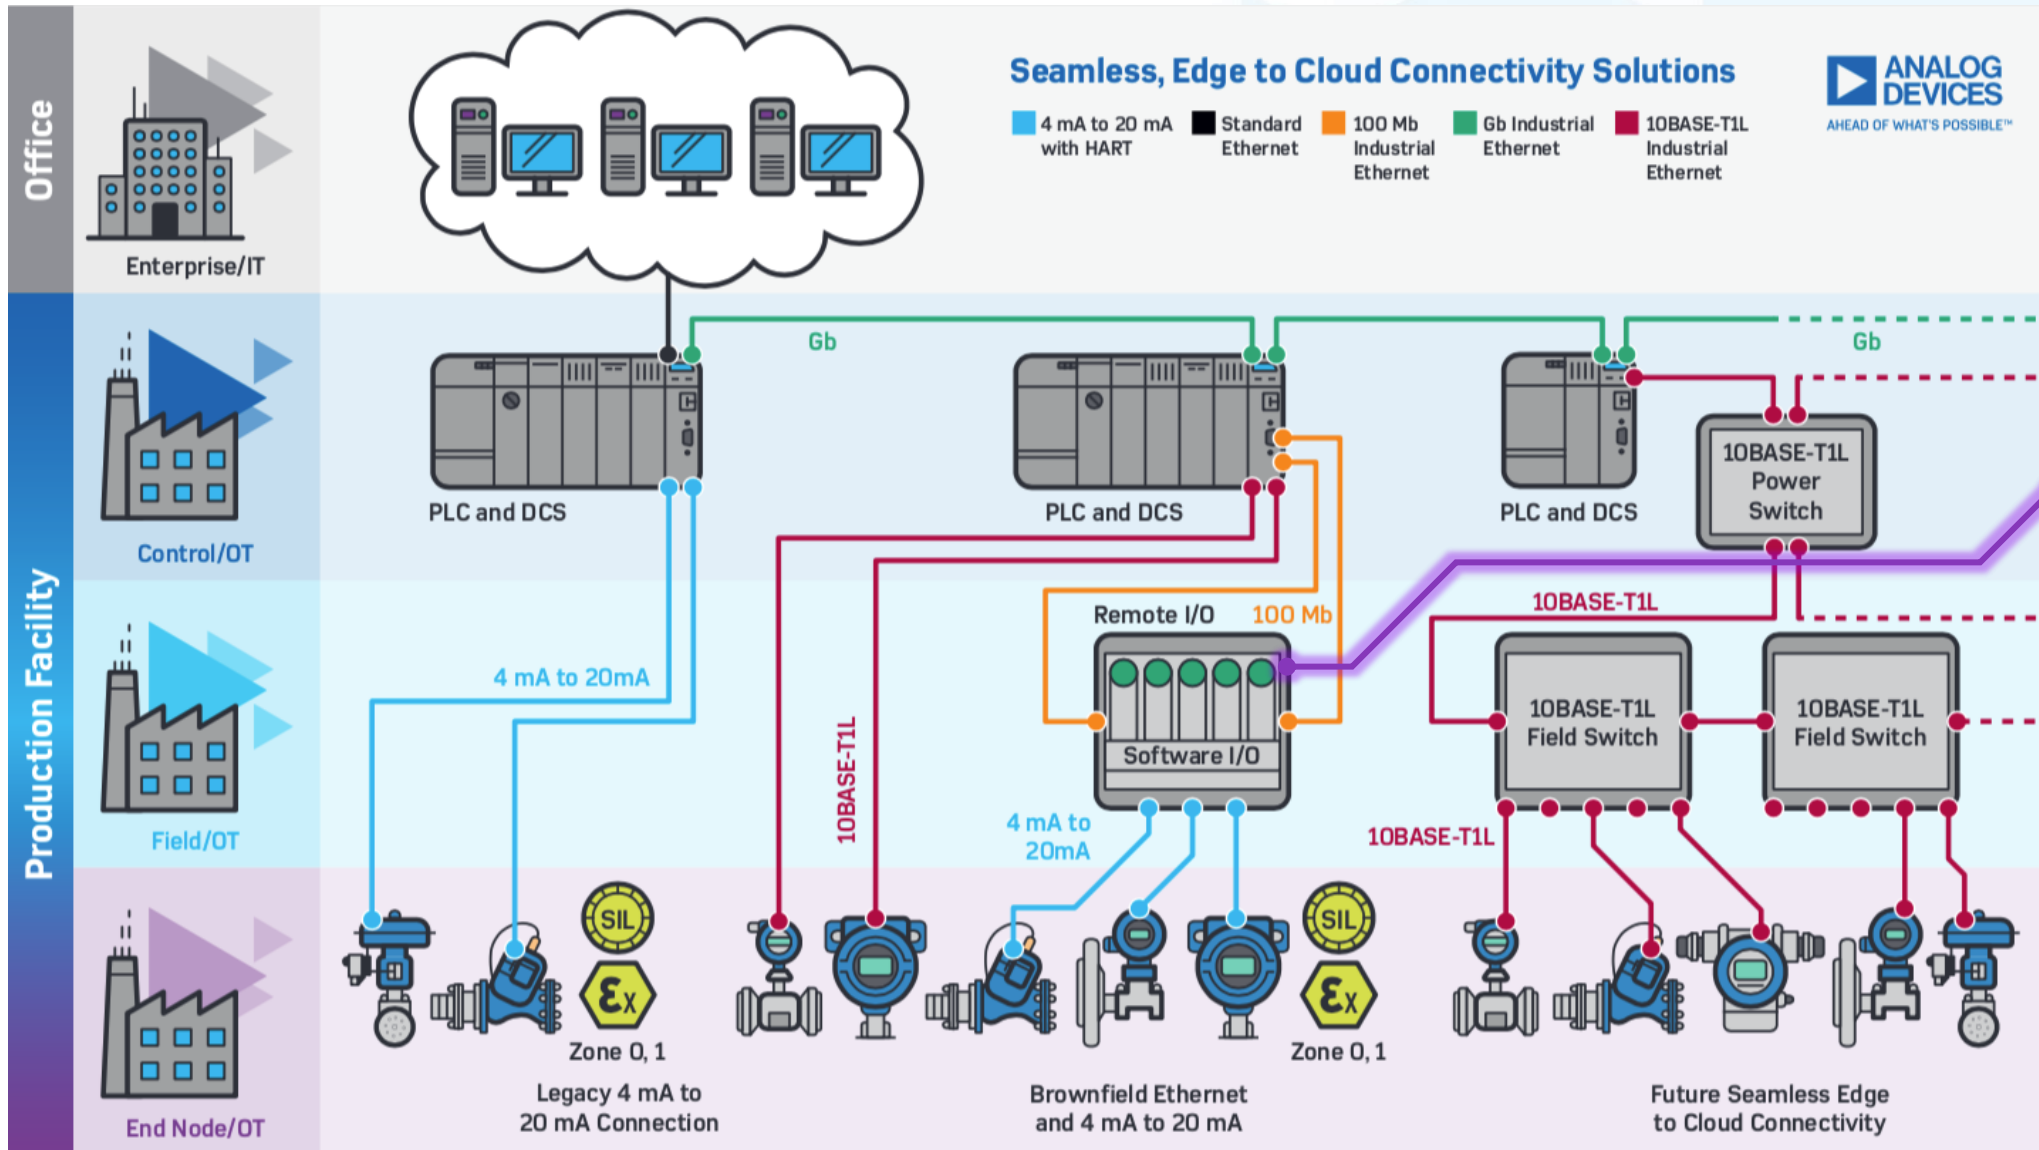 Office
Enterprise/IT
Seamless, Edge to Cloud Connectivity Solutions
4 mA to 20 mA
with HART
Standard
Ethernet
100 Mb
Industrial
Ethernet
Gb Industrial
Ethernet
10BASE-T1L
Industrial
Ethernet
ANALOG
DEVICES
AHEAD OF WHAT'S POSSIBLE™
Production Facility
Control/OT
Gb
Gb
PLC and DCS
PLC and DCS
PLC and DCS
10BASE-T1L
Power
Switch
Field/OT
4 mA to 20mA
10BASE-T1L
Remote I/O
100 Mb
Software I/O
4 mA to
20mA
10BASE-T1L
10BASE-T1L
Field Switch
10BASE-T1L
Field Switch
10BASE-T1L
End Node/OT
SIL
Ex
Zone 0, 1
Legacy 4 mA to
20 mA Connection
SIL
Ex
Zone 0, 1
Brownfield Ethernet
and 4 mA to 20 mA
Future Seamless Edge
to Cloud Connectivity